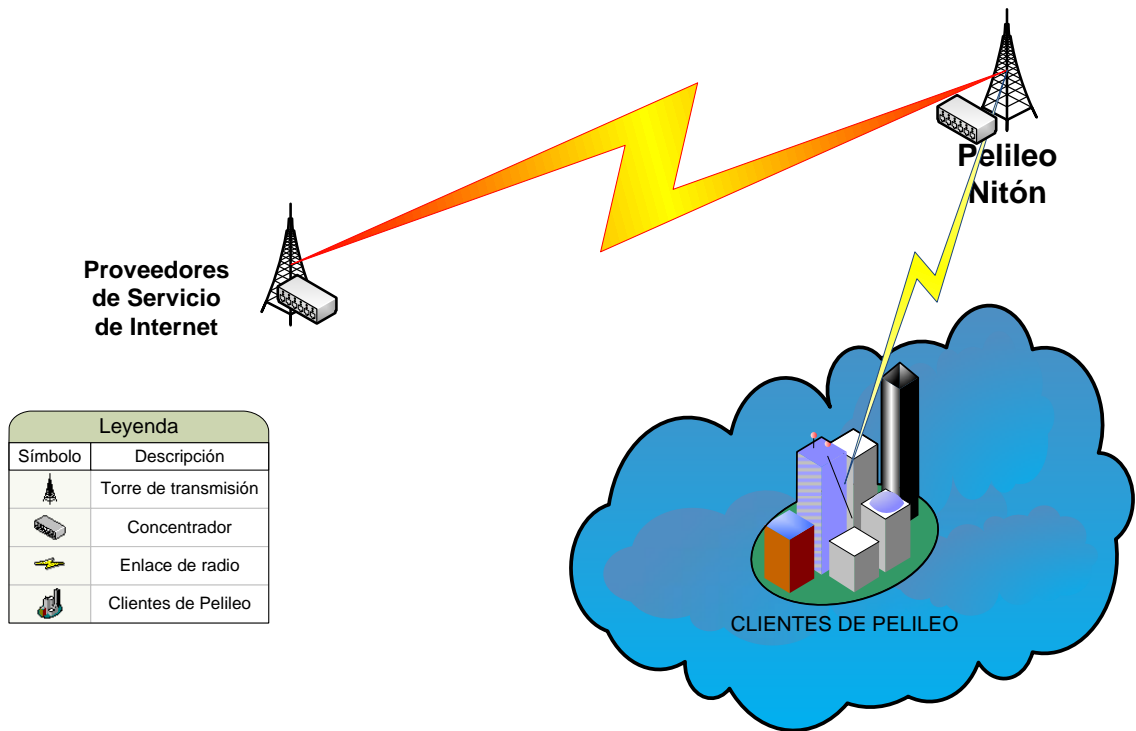 Pelileo
Nitón
Proveedores
de Servicio
de Internet
Leyenda
Símbolo Descripción
Torre de transmisión
Concentrador
Enlace de radio
Clientes de Pelileo
CLIENTES DE PELILEO